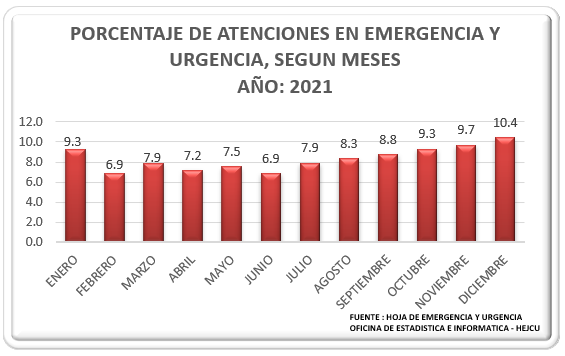 PORCENTAJE DE ATENCIONES EN EMERGENCIA Y
URGENCIA, SEGUN MESES
AÑO: 2021
12.0
10.0
8.0
6.0
4.0
2.0
0.0
9.3
6.9
7.9
7.2
7.5
6.9
7.9
8.3
8.8
9.3
9.7
10.4
ENERO
FEBRERO
MARZO
ABRIL
MAYO
JUNIO
JULIO
AGOSTO
SEPTIEMBRE
OCTUBRE
NOVIEMBRE
DICIEMBRE
FUENTE : HOJA DE EMERGENCIA Y URGENCIA
OFICINA DE ESTADISTICA E INFORMATICA - HEJCU